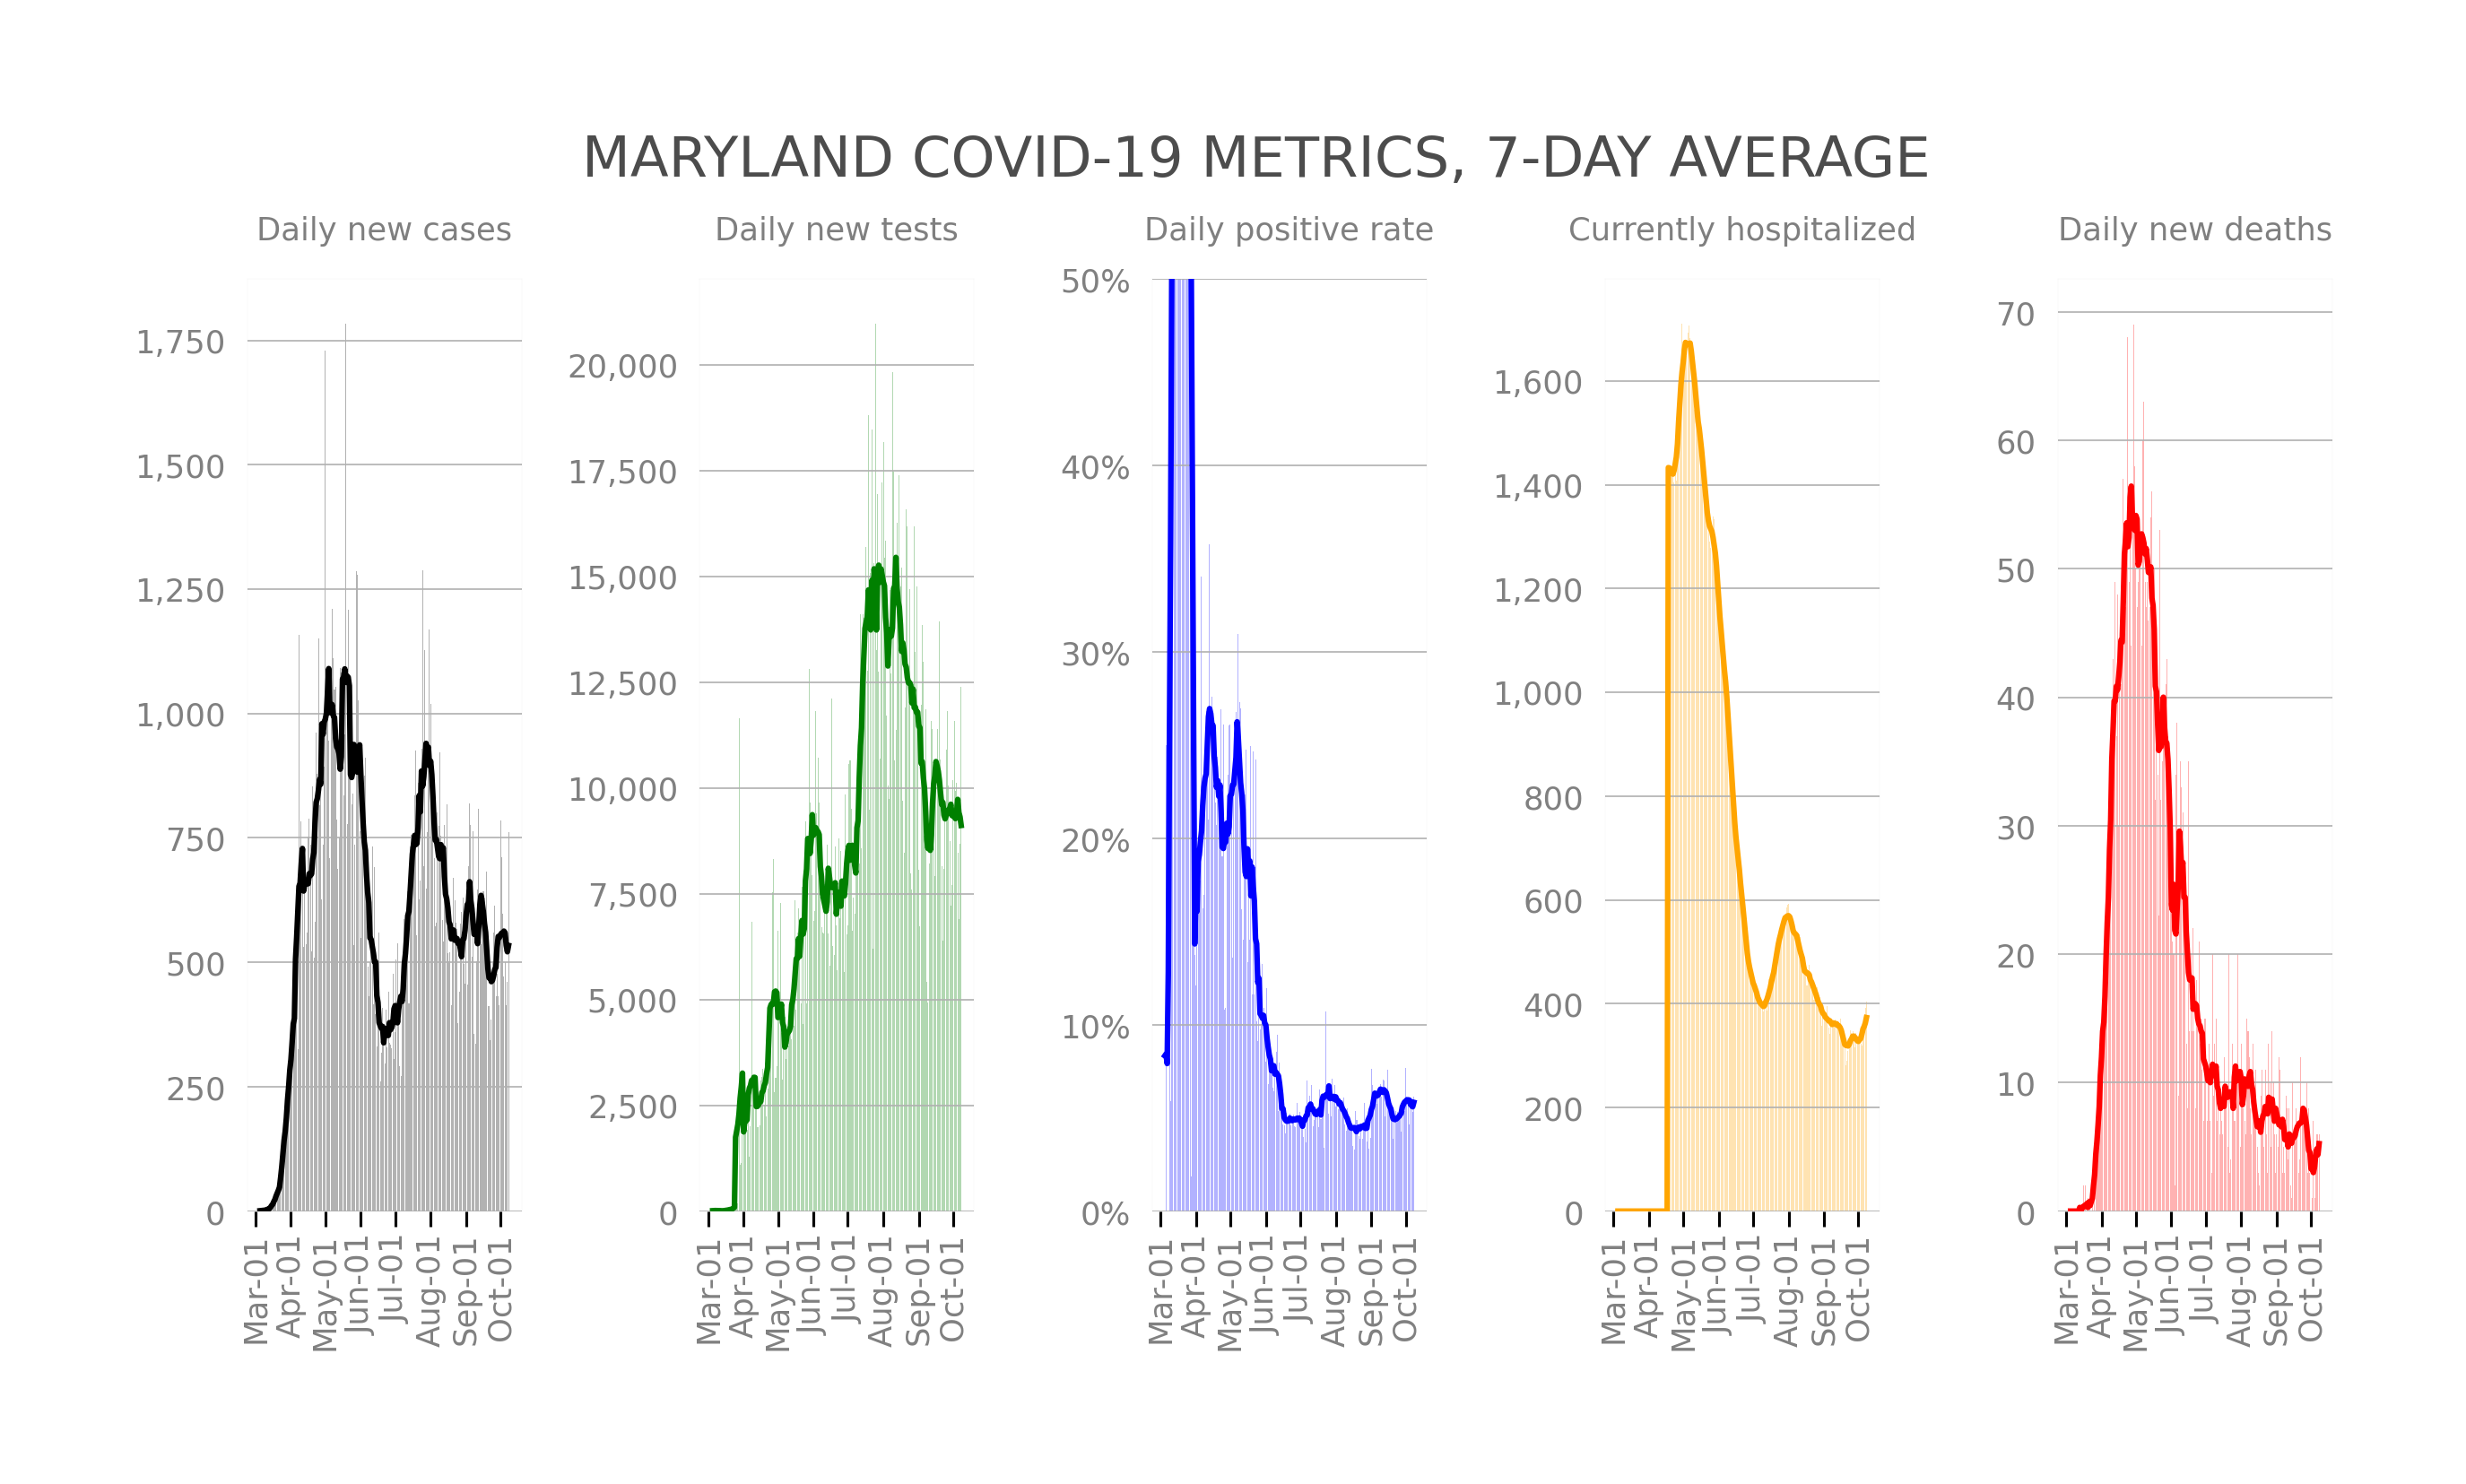 MARYLAND COVID-19 METRICS, 7-DAY AVERAGE
Daily new cases
1,750
1,500
1,250
1,000
750
500
250
0
Mar-01
Apr-01
May-01
Jun-01
Jul-01
Aug-01
Sep-01
Oct-01
Daily new tests
20,000
17,500
15,000
12,500
10,000
7,500
5,000
2,500
0
Mar-01
Apr-01
May-01
Jun-01
Jul-01
Aug-01
Sep-01
Oct-01
Daily positive rate
50%
40%
30%
20%
10%
0%
Mar-01
Apr-01
May-01
Jun-01
Jul-01
Aug-01
Sep-01
Oct-01
Currently hospitalized
1,600
1,400
1,200
1,000
800
600
400
200
0
Mar-01
Apr-01
May-01
Jun-01
Jul-01
Aug-01
Sep-01
Oct-01
Daily new deaths
70
60
50
40
30
20
10
0
Mar-01
Apr-01
May-01
Jun-01
Jul-01
Aug-01
Sep-01
Oct-01